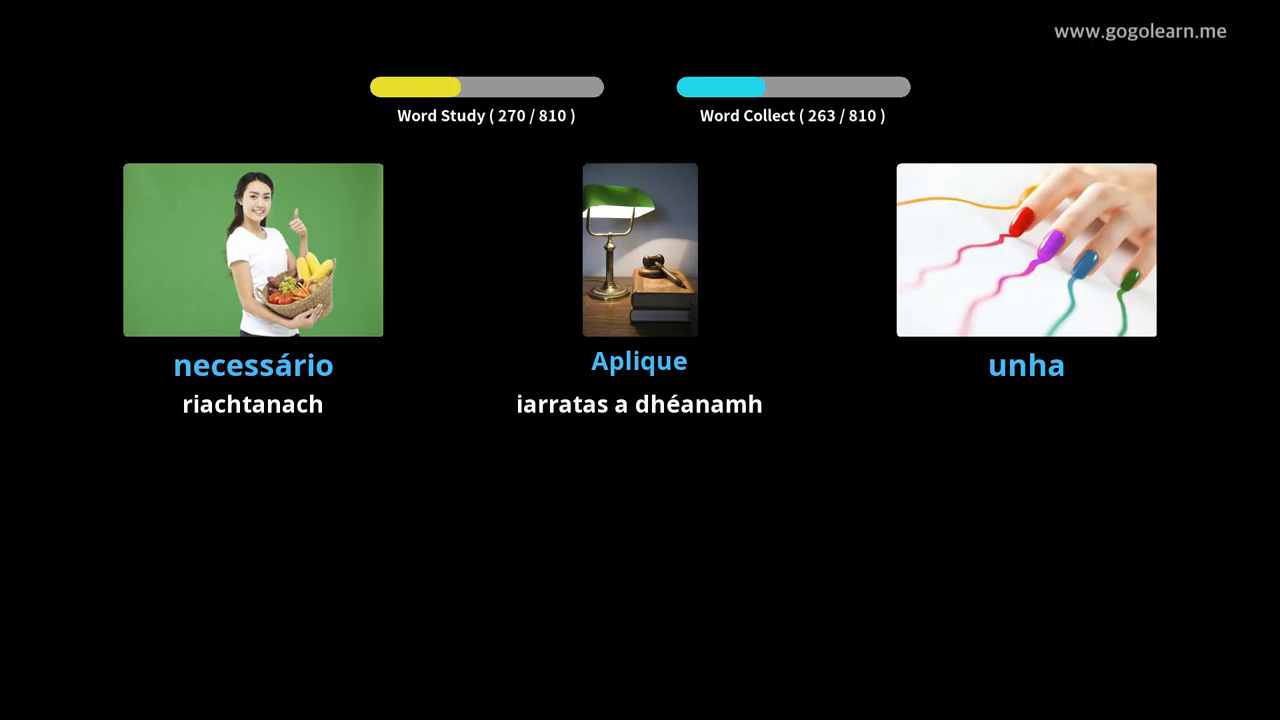 www.gogolearn.me
Word Study ( 270 / 810 )
Word Collect ( 263 / 810 )
necessário
riachtanach
Aplique
iarratas a dhéanamh
unha